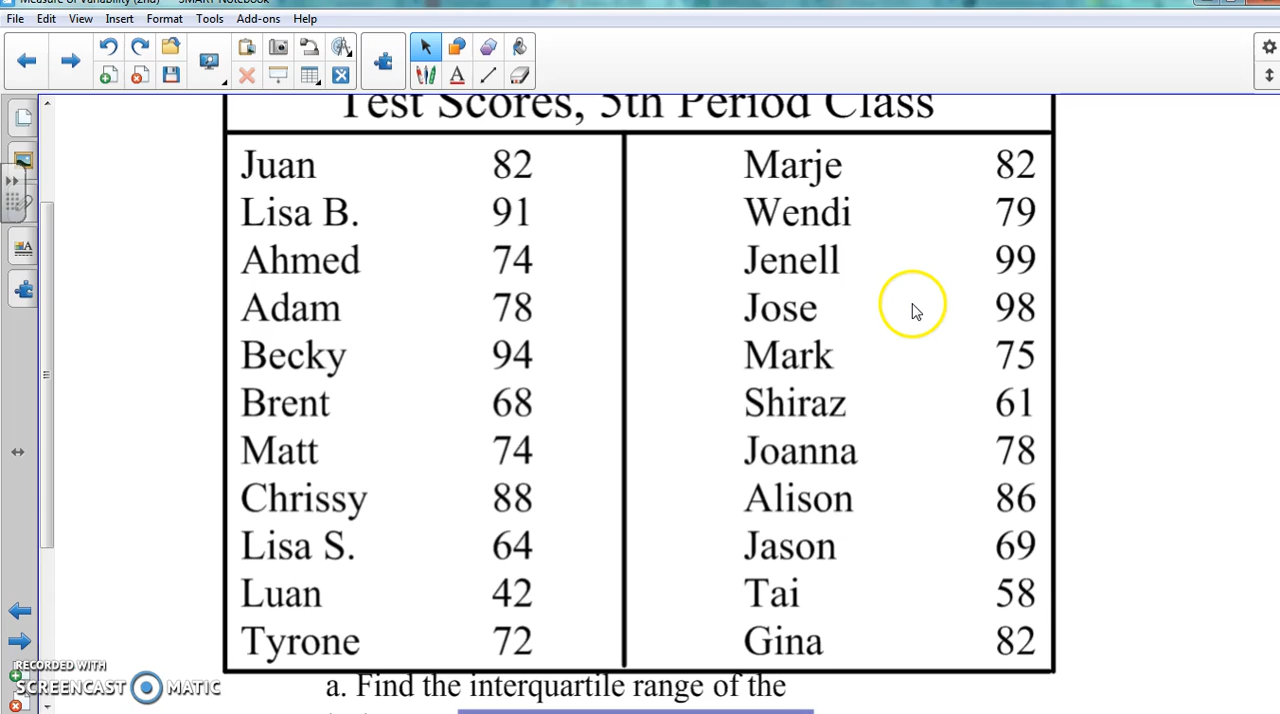 File Edit View Insert Format Tools Add-ons Help
Test Scores, 5th Period Class
Juan 82 Marje 82
Lisa B. 91 Wendi 79
Ahmed 74 Jenell 99
Adam 78 Jose 98
Becky 94 Mark 75
Brent 68 Shiraz 61
Matt 74 Joanna 78
Chrissy 88 Alison 86
Lisa S. 64 Jason 69
Luan 42 Tai 58
Tyrone 72 Gina 82
a. Find the interquartile range of the
RECORDED WITH
SCREENCAST MATIC